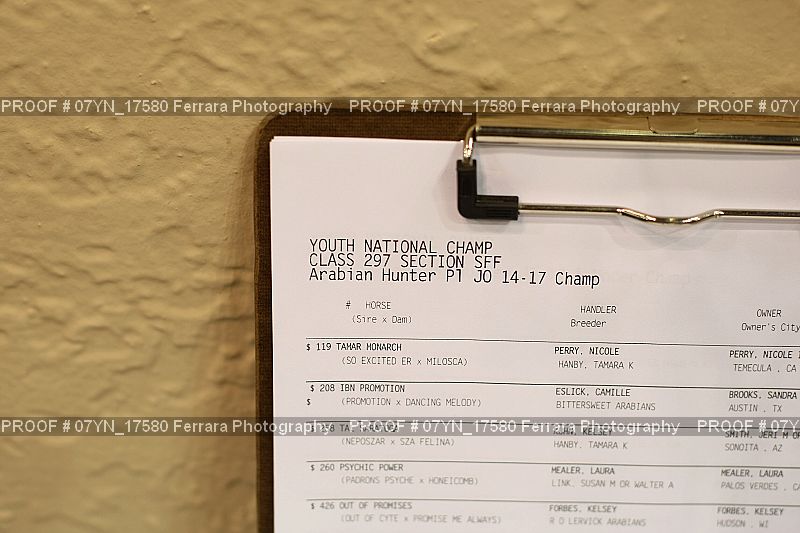 PROOF # 07YN_17580 Ferrara Photography PROOF # 07YN_17580 Ferrara Photography PROOF # 07Y
YOUTH NATIONAL CHAMP
CLASS 297 SECTION SFF
Arabian Hunter Pl JO 14-17 Champ
# HORSE HANDLER OWNER
(Sire x Dam) Breeder Owner's City
$ 119 TAMAR MONARCH PERRY, NICOLE PERRY, NICOLE
(SO EXCITED ER x MILOSCA) HANBY, TAMARA K TEMECULA , CA
$ 208 IBN PROMOTION ESLICK, CAMILLE BROOKS, SANDRA
$ (PROMOTION x DANCING MELODY) BITTERSWEET ARABIANS AUSTIN , TX
PROOF # 07YN_17580 Ferrara Photography PROOF # 07YN_17580 Ferrara Photography PROOF # 07Y
KELSEY SMITH, JERI M OR
(NEPOSZAR x SZA FELINA) HANBY, TAMARA K SONOITA , AZ
$ 260 PSYCHIC POWER MEALER, LAURA MEALER, LAURA
(PADRONS PSYCHE x HONEICOMB) LINK, SUSAN M OR WALTER A PALOS VERDES , CA
$ 426 OUT OF PROMISES FORBES, KELSEY FORBES, KELSEY
(OUT OF CYTE x PROMISE ME ALWAYS) R D LERVICK ARABIANS HUDSON , WI